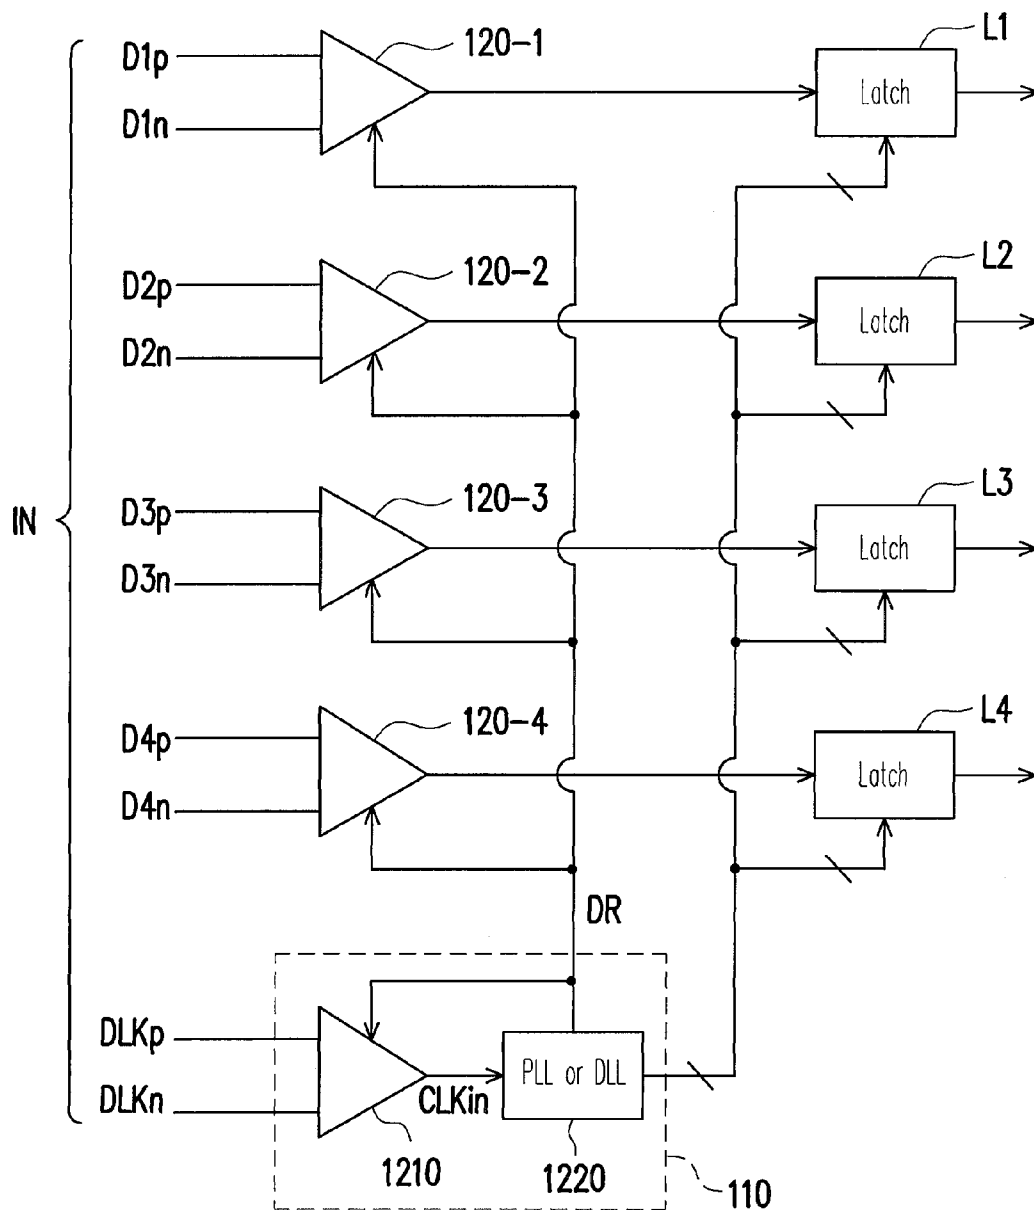 120-1
L1
D1p
D1n
Latch
120-2
L2
D2p
D2n
Latch
120-3
L3
D3p
D3n
Latch
IN
120-4
L4
D4p
D4n
Latch
DR
DLKp
DLKn
CLKin
PLL or DLL
1210
1220
110